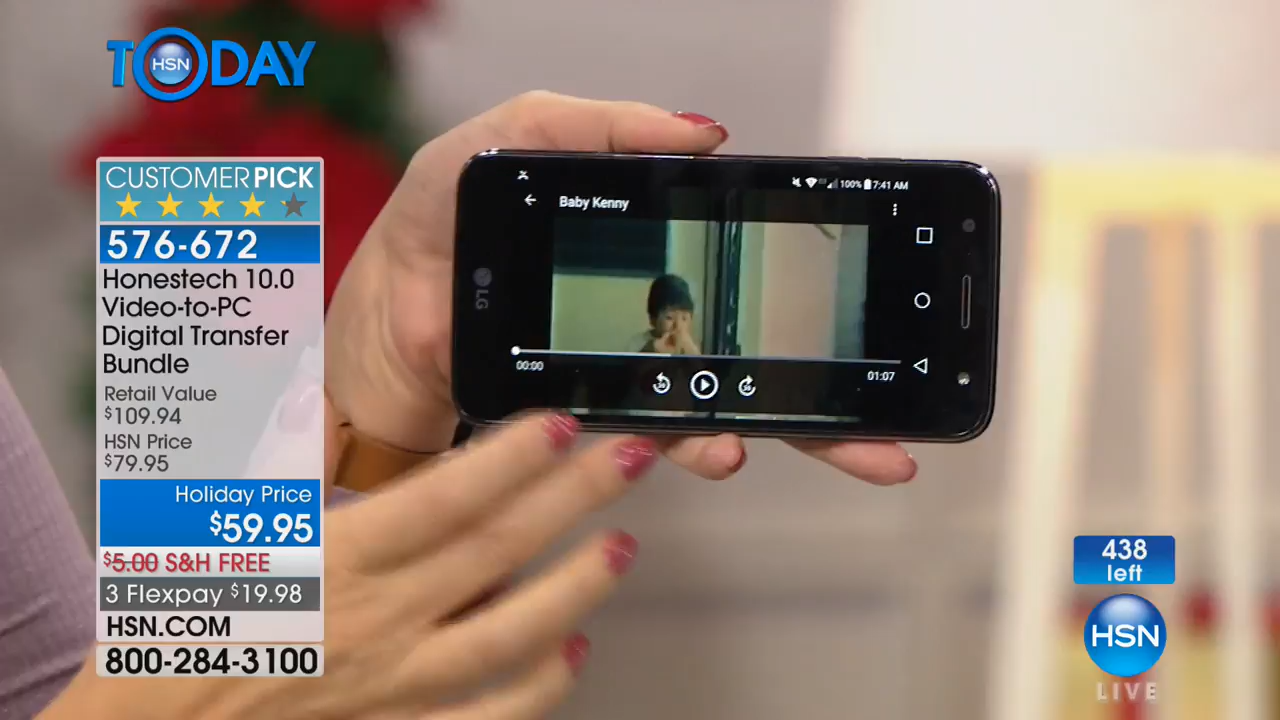 TODAY
HSN
CUSTOMER PICK
576-672
Honestech 10.0
Video-to-PC
Digital Transfer
Bundle
Retail Value
$109.94
HSN Price
$79.95
Holiday Price
$59.95
$5.00 S&H FREE
3 Flexpay $19.98
HSN.COM
800-284-3100
100% 7:41 AM
Baby Kenny
LG
00:00
01:07
438
left
HSN
LIVE